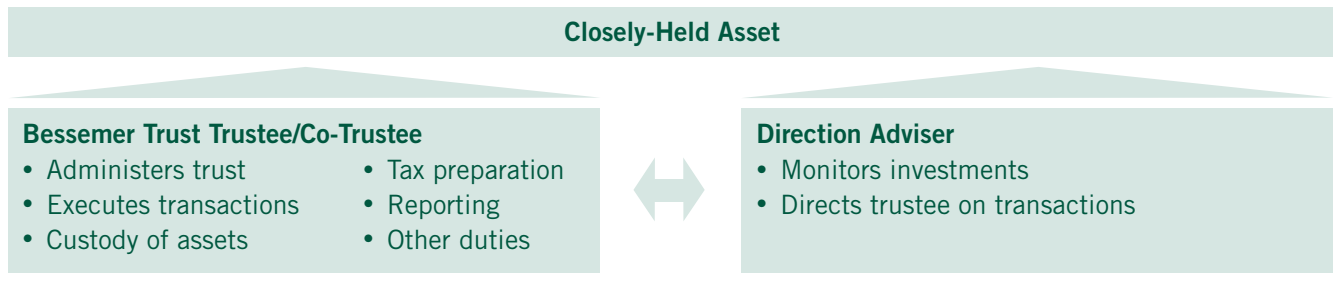 Closely-Held Asset
Bessemer Trust Trustee/Co-Trustee
• Administers trust
• Executes transactions
• Custody of assets
• Tax preparation
• Reporting
• Other duties
Direction Adviser
• Monitors investments
• Directs trustee on transactions